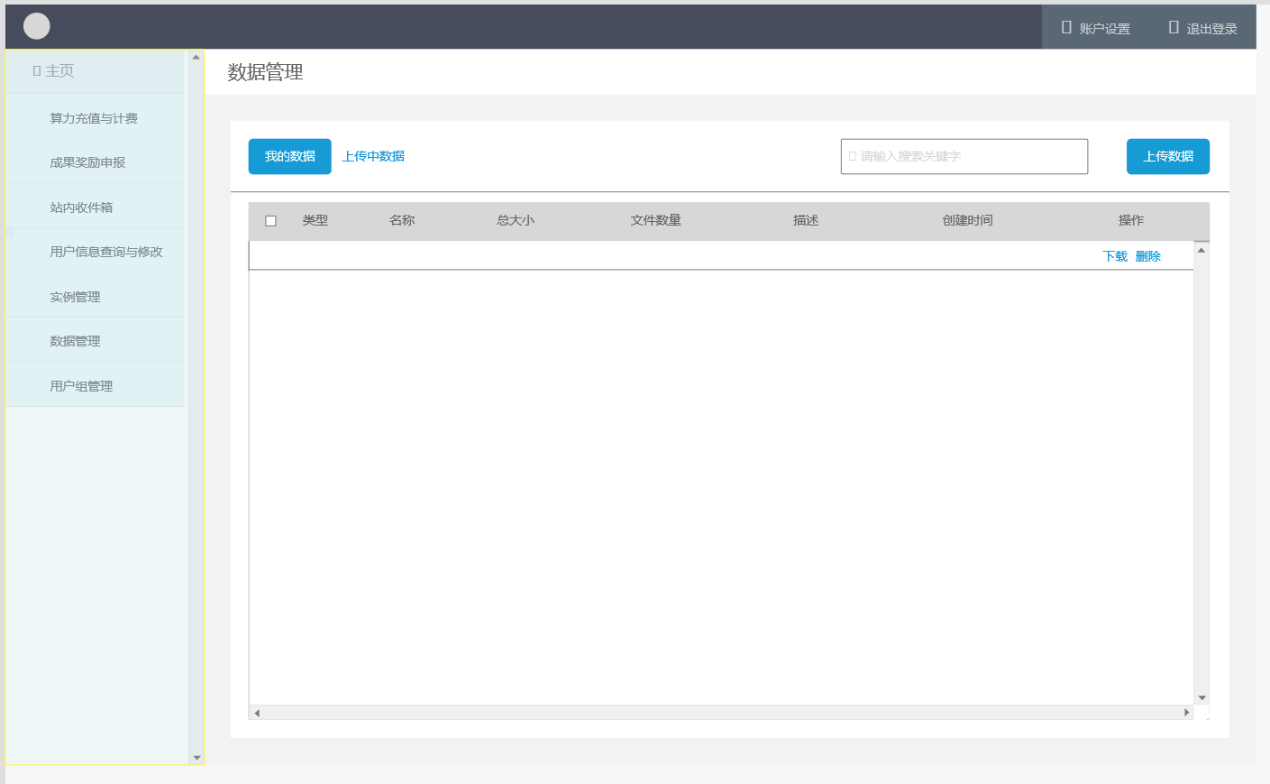 账户设置 退出登录
主页
数据管理
算力充值与计费
成果奖励申报
站内收件箱
用户信息查询与修改
实例管理
数据管理
用户组管理
我的数据 上传中数据 请输入搜索关键字 上传数据
类型 名称 总大小 文件数量 描述 创建时间 操作
下载 删除